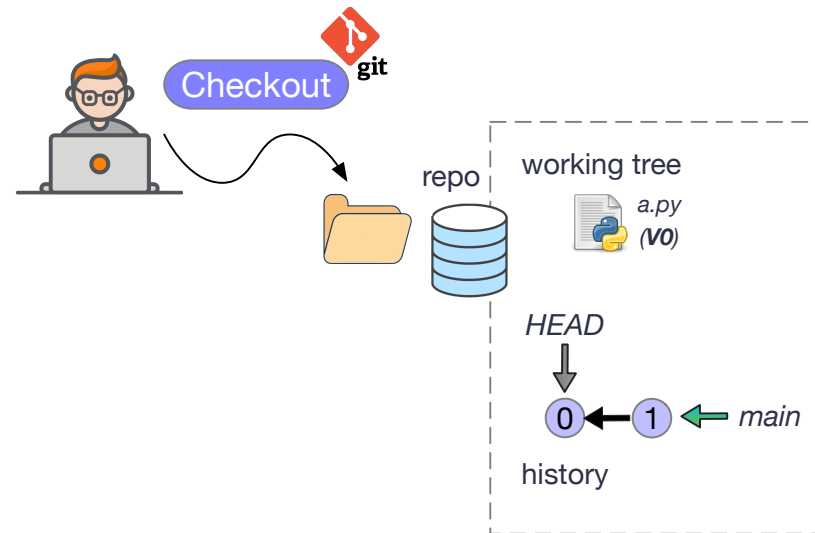 Checkout
git
repo
working tree
a.py
(V0)
HEAD
0
1
main
history